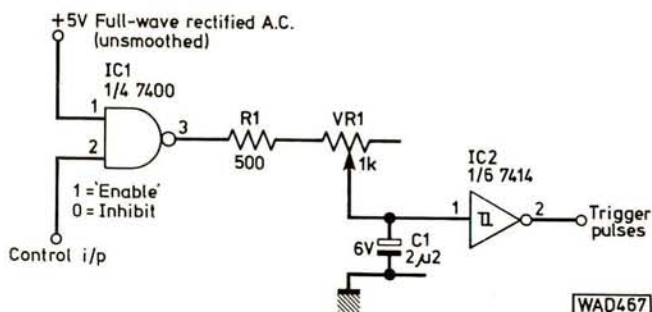 +5V Full-wave rectified A.C.
(unsmoothed)
IC1
1/4 7400
1
2
3
R1
500
VR1
1k
IC2
1/6 7414
1
2
Trigger
pulses
1 = 'Enable'
0 = Inhibit
Control i/p
6V
C1
2µ2
WAD467